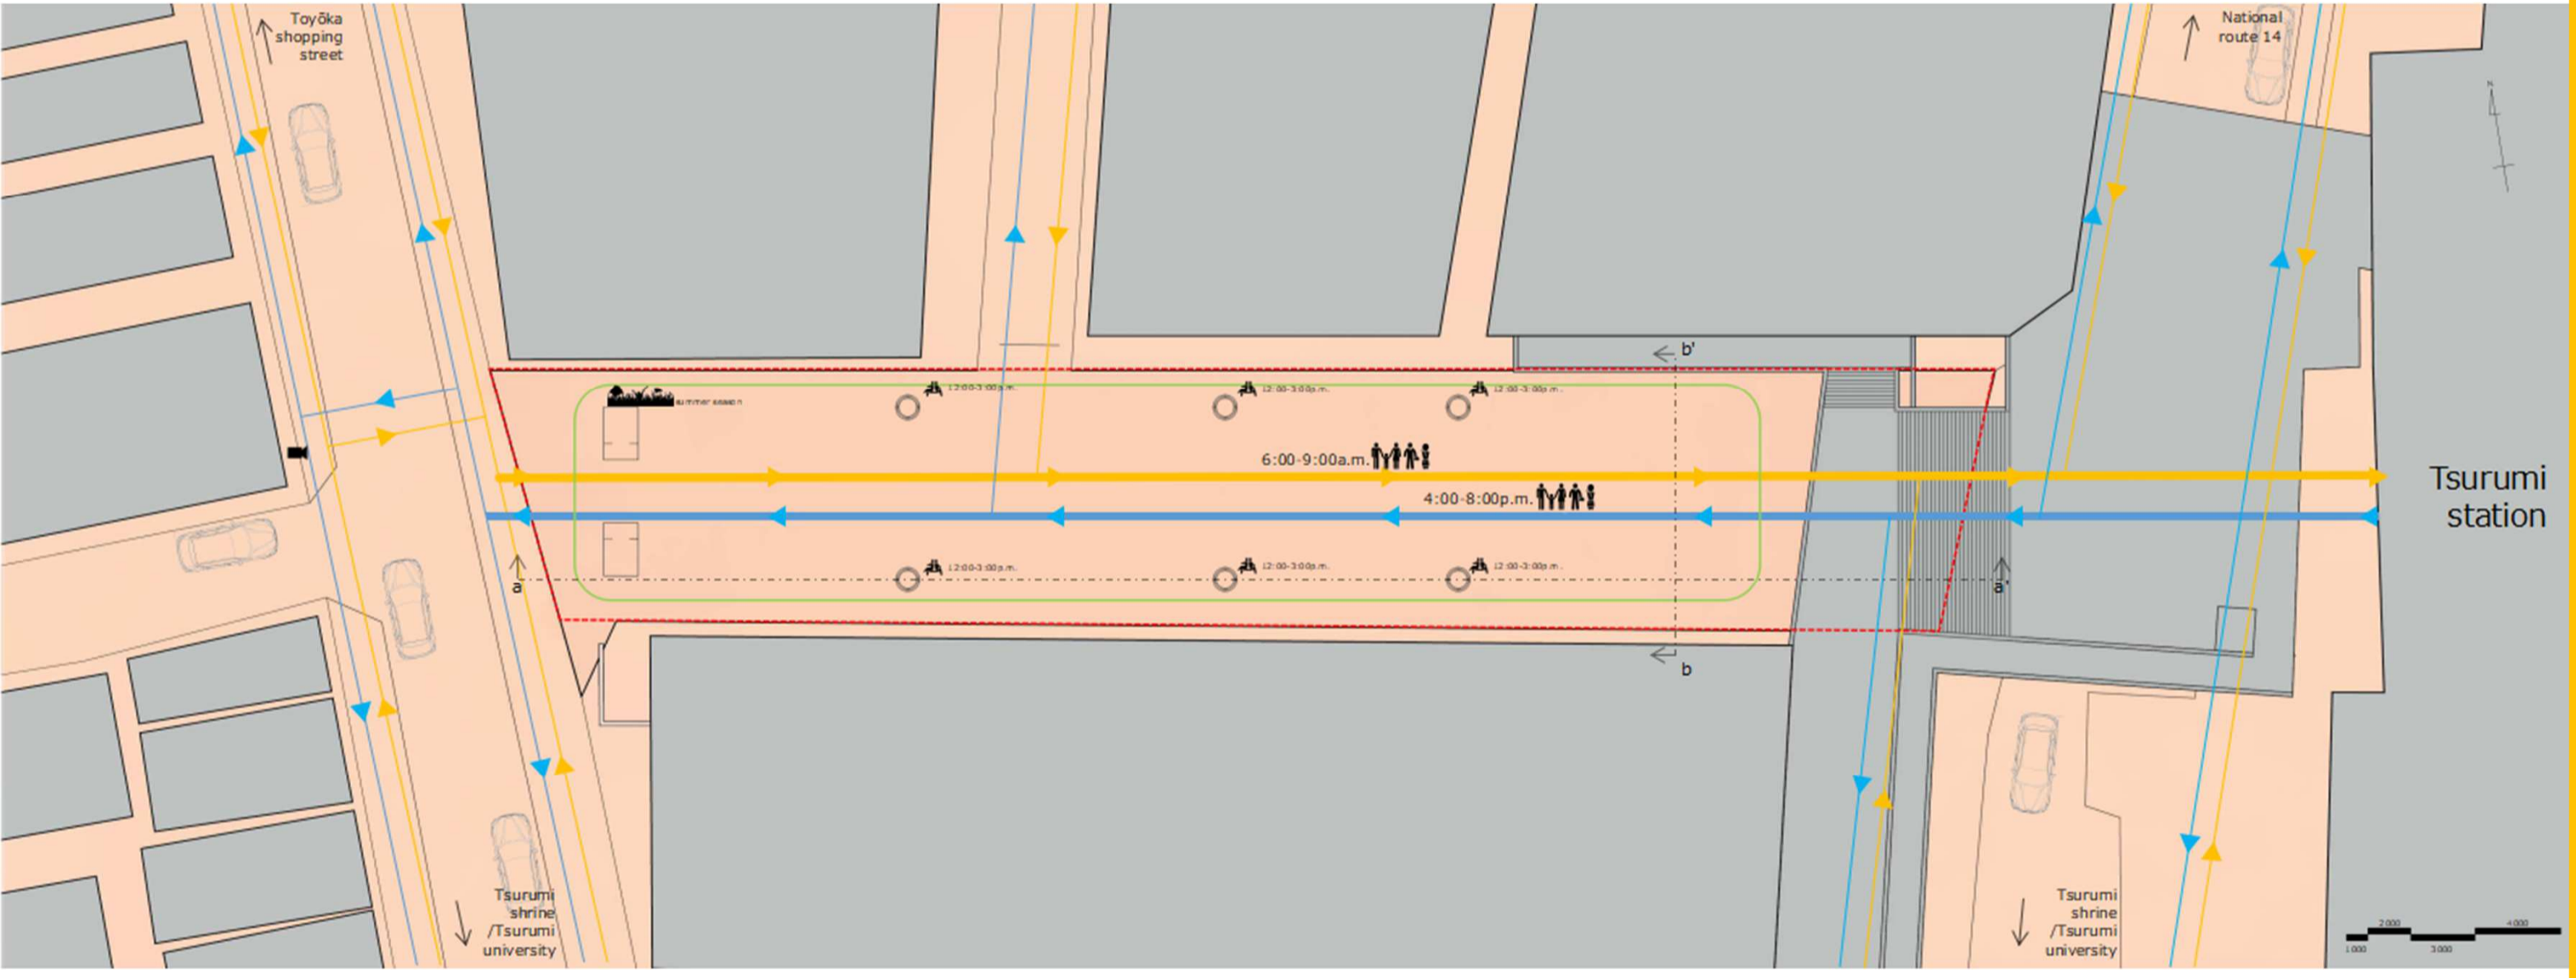 Toyōka
shopping
street
National
route 14
N
b'
summer season
12:00-3:00p.m.
12:00-3:00p.m.
12:00-3:00p.m.
6:00-9:00a.m.
4:00-8:00p.m.
Tsurumi
station
12:00-3:00p.m.
12:00-3:00p.m.
12:00-3:00p.m.
a
a'
b
Tsurumi
shrine
/Tsurumi
university
Tsurumi
shrine
/Tsurumi
university
2 000
4 000
1 000
3 000